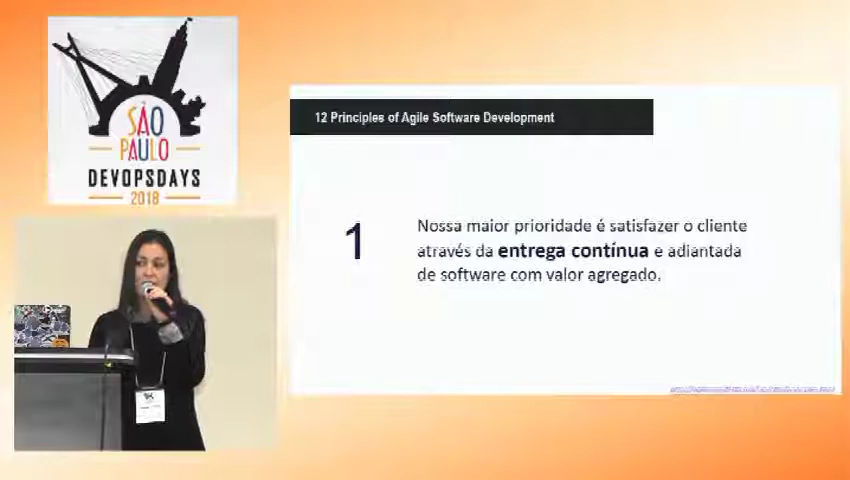 SÃO
PAULO
DEVOPSDAYS
2018
12 Principles of Agile Software Development
1
Nossa maior prioridade é satisfazer o cliente
através da entrega contínua e adiantada
de software com valor agregado.